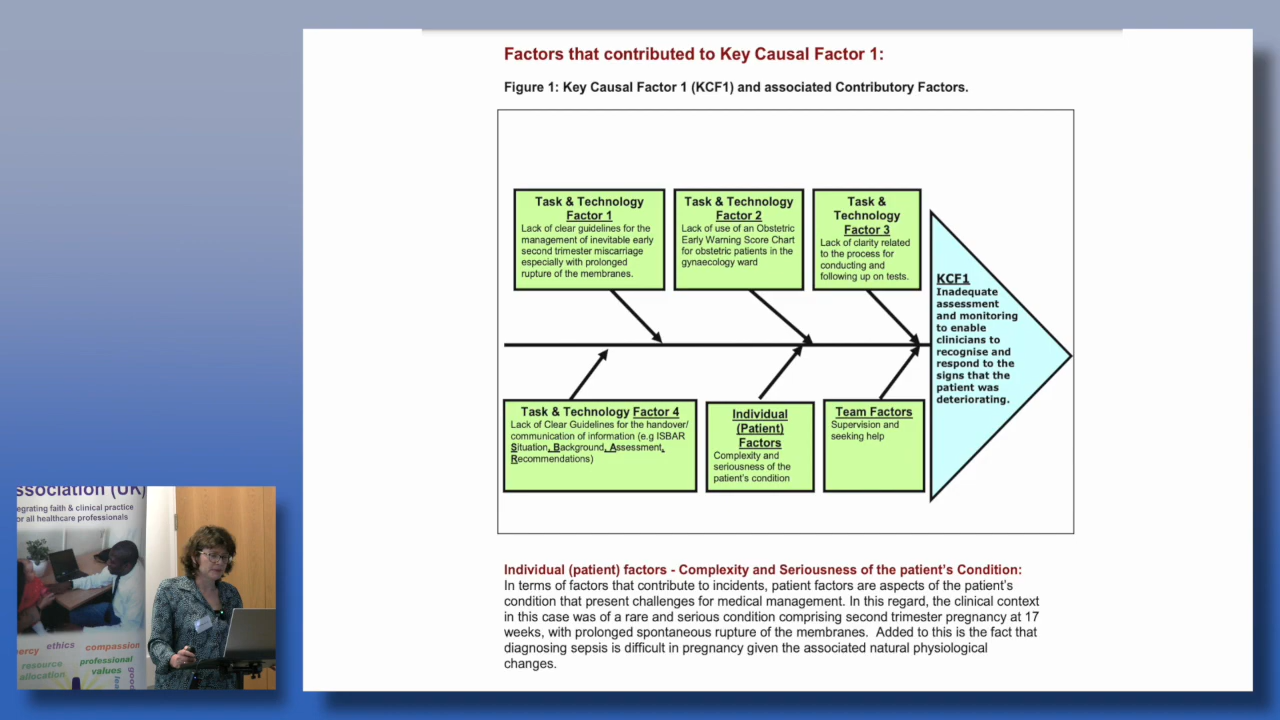 Factors that contributed to Key Causal Factor 1:
Figure 1: Key Causal Factor 1 (KCF1) and associated Contributory Factors.
Task & Technology
Factor 1
Lack of clear guidelines for the
management of inevitable early
second trimester miscarriage
especially with prolonged
rupture of the membranes.
Task & Technology
Factor 2
Lack of use of an Obstetric
Early Warning Score Chart
for obstetric patients in the
gynaecology ward
Task &
Technology
Factor 3
Lack of clarity related
to the process for
conducting and
following up on tests.
KCF1
Inadequate
assessment
and monitoring
to enable
clinicians to
recognise and
respond to the
signs that the
patient was
deteriorating.
Task & Technology Factor 4
Lack of Clear Guidelines for the handover/
communication of information (e.g ISBAR
Situation, Background, Assessment,
Recommendations)
Individual
(Patient)
Factors
Complexity and
seriousness of the
patient's condition
Team Factors
Supervision and
seeking help
Individual (patient) factors - Complexity and Seriousness of the patient's Condition:
In terms of factors that contribute to incidents, patient factors are aspects of the patient's
condition that present challenges for medical management. In this regard, the clinical context
in this case was of a rare and serious condition comprising second trimester pregnancy at 17
weeks, with prolonged spontaneous rupture of the membranes. Added to this is the fact that
diagnosing sepsis is difficult in pregnancy given the associated natural physiological
changes.
ssociation (UK)
egrating faith & clinical practice
or all healthcare professionals
ercy ethics compassion
resource
allocation
professional
values